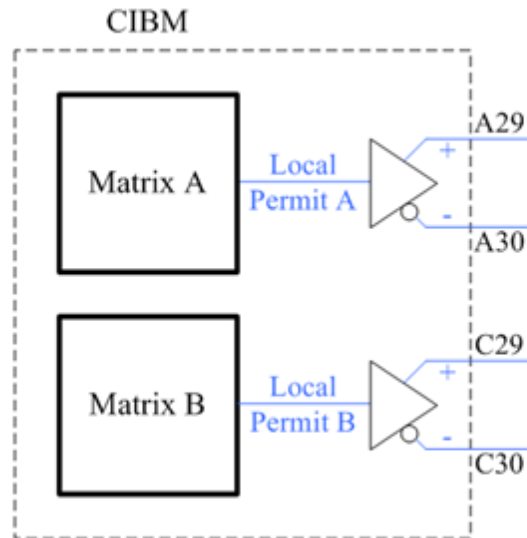 CIBM
A29
+
Matrix A
Local
Permit A
-
A30
C29
+
Matrix B
Local
Permit B
-
C30